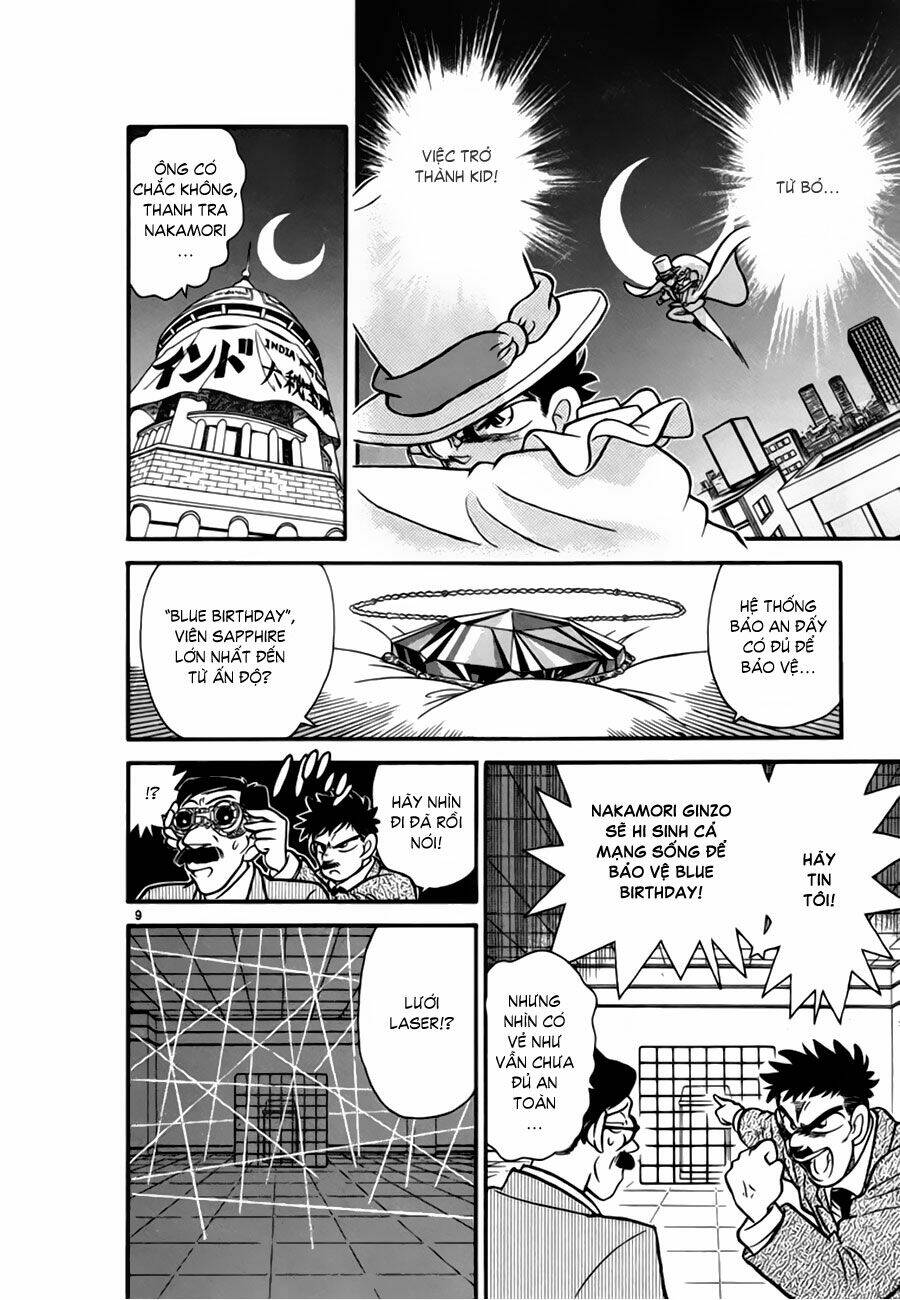 TỪ BỎ...
VIỆC TRỞ
THÀNH KID!
ÔNG CÓ
CHẮC KHÔNG,
THANH TRA
NAKAMORI
...
インド
INDIA
大秘宝
HỆ THỐNG
BẢO AN ĐẤY
CÓ ĐỦ ĐỂ
BẢO VỆ...
"BLUE BIRTHDAY",
VIÊN SAPPHIRE
LỚN NHẤT ĐẾN
TỪ ẤN ĐỘ?
HÃY
TIN
TÔI!
NAKAMORI GINZO
SẼ HI SINH CẢ
MẠNG SỐNG ĐỂ
BẢO VỆ BLUE
BIRTHDAY!
NHƯNG
NHÌN CÓ
VẺ NHƯ
VẪN CHƯA
ĐỦ AN
TOÀN
...
HÃY NHÌN
ĐI ĐÃ RỒI
NÓI!
!?
9
LƯỚI
LASER!?